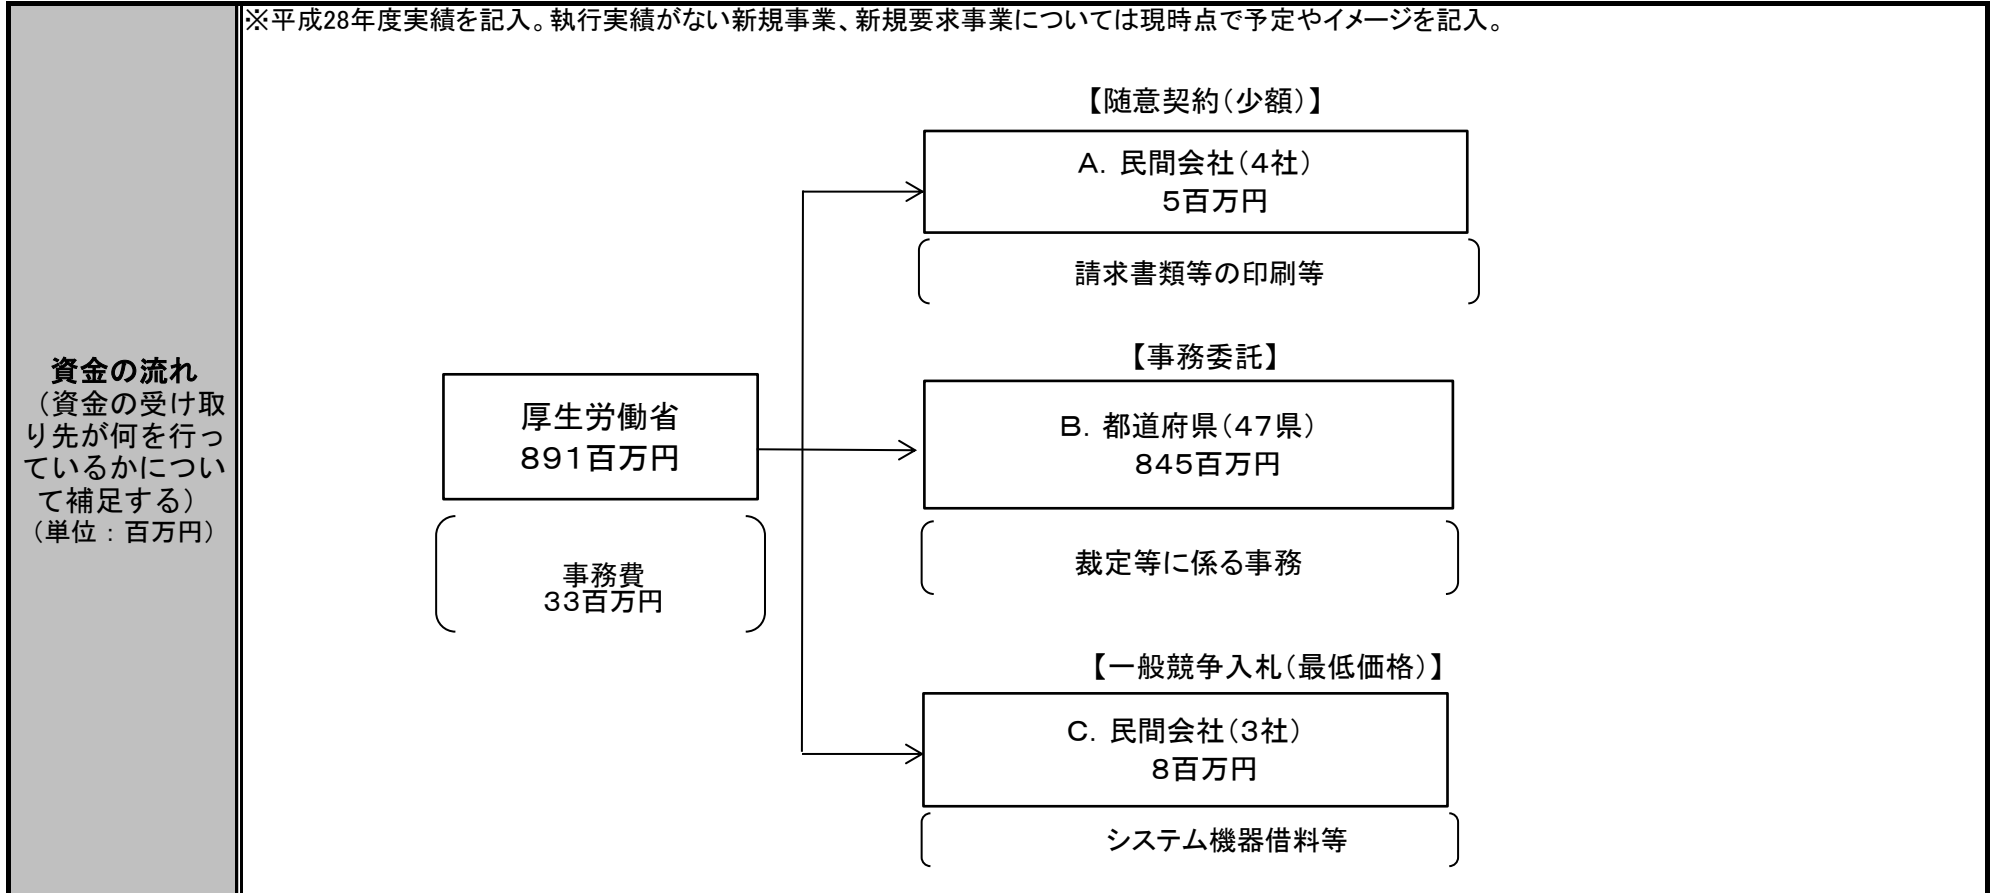 ※平成28年度実績を記入。執行実績がない新規事業、新規要求事業については現時点で予定やイメージを記入。
資金の流れ
（資金の受け取
り先が何を行っ
ているかについ
て補足する）
（単位：百万円）
厚生労働省
891百万円
事務費
33百万円
【随意契約（少額）】
A．民間会社（4社）
5百万円
請求書類等の印刷等
【事務委託】
B．都道府県（47県）
845百万円
裁定等に係る事務
【一般競争入札（最低価格）】
C．民間会社（3社）
8百万円
システム機器借料等